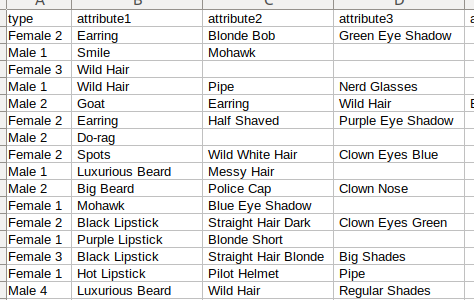 A B C D
type attribute1 attribute2 attribute3
Female 2 Earring Blonde Bob Green Eye Shadow
Male 1 Smile Mohawk
Female 3 Wild Hair
Male 1 Wild Hair Pipe Nerd Glasses
Male 2 Goat Earring Wild Hair
Female 2 Earring Half Shaved Purple Eye Shadow
Male 2 Do-rag
Female 2 Spots Wild White Hair Clown Eyes Blue
Male 1 Luxurious Beard Messy Hair
Male 2 Big Beard Police Cap Clown Nose
Female 1 Mohawk Blue Eye Shadow
Female 2 Black Lipstick Straight Hair Dark Clown Eyes Green
Female 1 Purple Lipstick Blonde Short
Female 3 Black Lipstick Straight Hair Blonde Big Shades
Female 1 Hot Lipstick Pilot Helmet Pipe
Male 4 Luxurious Beard Wild Hair Regular Shades